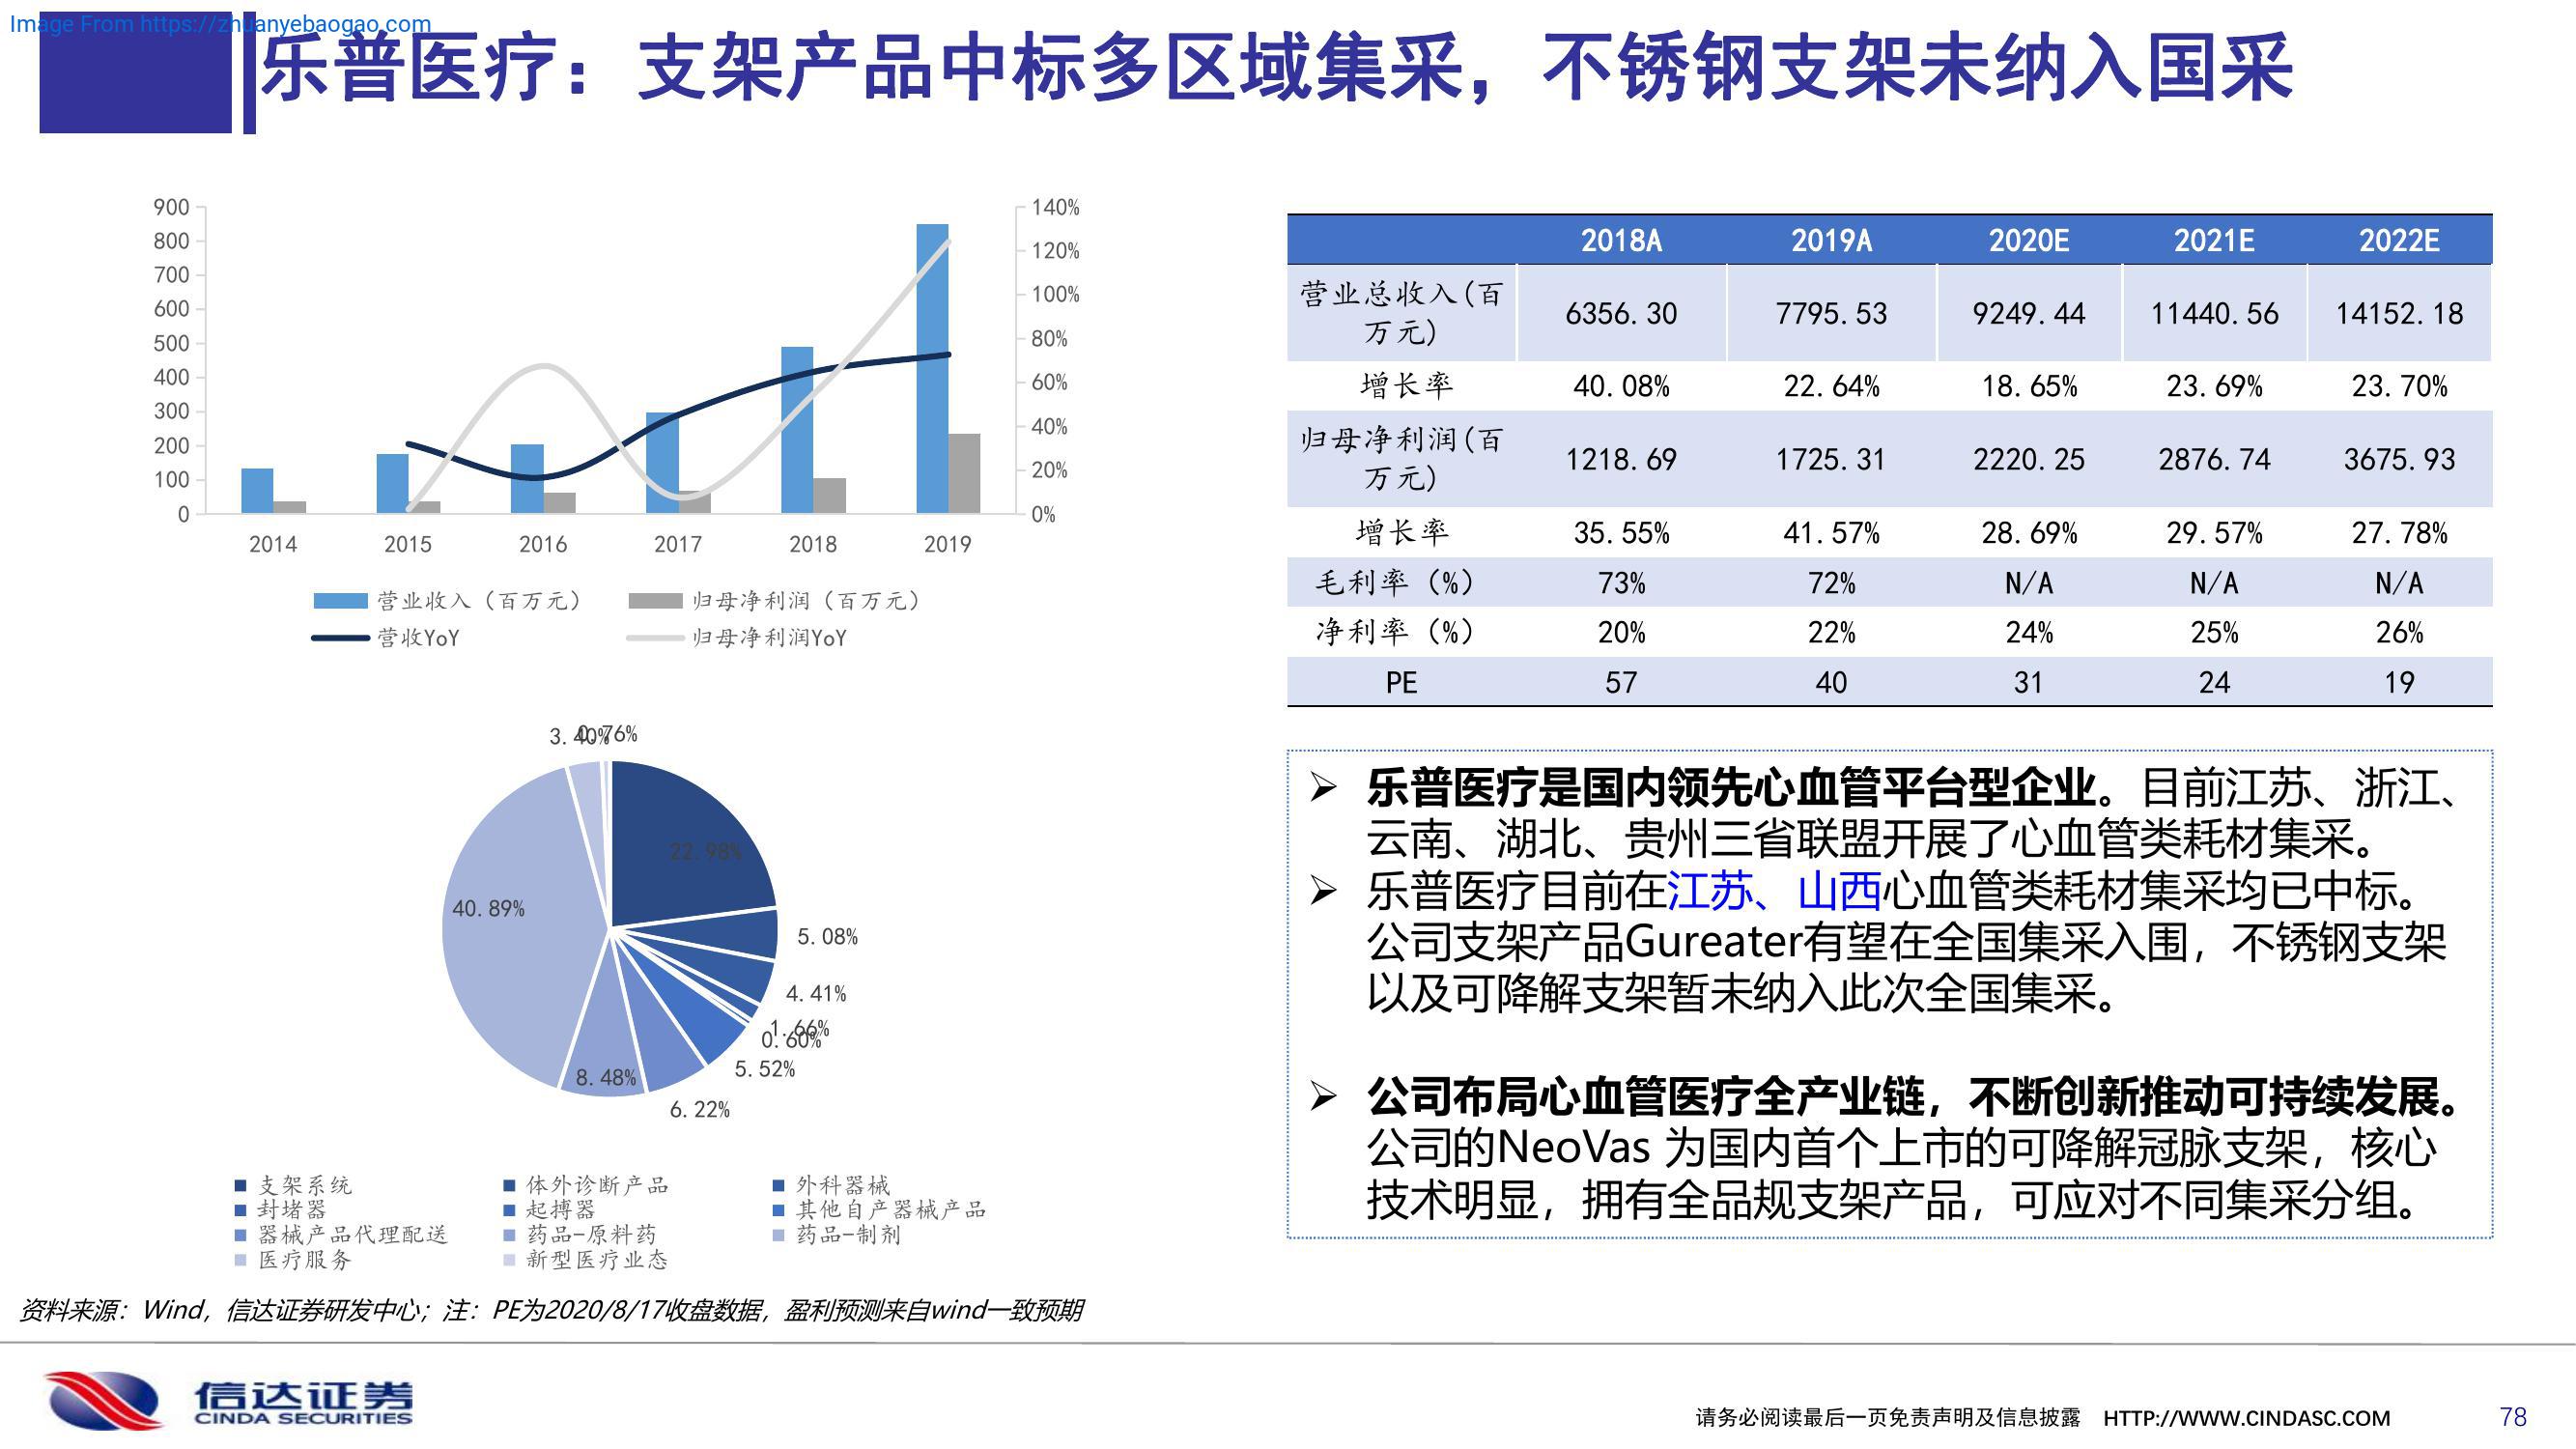 Image From https://zhuanyebaogao.com
乐普医疗：支架产品中标多区域集采，不锈钢支架未纳入国采
900
800
700
600
500
400
300
200
100
0
140%
120%
100%
80%
60%
40%
20%
0%
2014 2015 2016 2017 2018 2019
营业收入（百万元） 归母净利润（百万元）
营收YoY 归母净利润YoY
2018A 2019A 2020E 2021E 2022E
营业总收入(百万元) 6356.30 7795.53 9249.44 11440.56 14152.18
增长率 40.08% 22.64% 18.65% 23.69% 23.70%
归母净利润(百万元) 1218.69 1725.31 2220.25 2876.74 3675.93
增长率 35.55% 41.57% 28.69% 29.57% 27.78%
毛利率（%） 73% 72% N/A N/A N/A
净利率（%） 20% 22% 24% 25% 26%
PE 57 40 31 24 19
3.40%
0.76%
22.98%
40.89%
5.08%
4.41%
1.66%
0.60%
5.52%
8.48%
6.22%
支架系统 体外诊断产品 外科器械
封堵器 起搏器 其他自产器械产品
器械产品代理配送 药品-原料药 药品-制剂
医疗服务 新型医疗业态
➢ 乐普医疗是国内领先心血管平台型企业。目前江苏、浙江、
云南、湖北、贵州三省联盟开展了心血管类耗材集采。
➢ 乐普医疗目前在江苏、山西心血管类耗材集采均已中标。
公司支架产品Gureater有望在全国集采入围，不锈钢支架
以及可降解支架暂未纳入此次全国集采。
➢ 公司布局心血管医疗全产业链，不断创新推动可持续发展。
公司的NeoVas 为国内首个上市的可降解冠脉支架，核心
技术明显，拥有全品规支架产品，可应对不同集采分组。
资料来源：Wind，信达证券研发中心；注：PE为2020/8/17收盘数据，盈利预测来自wind一致预期
信达证券
CINDA SECURITIES
请务必阅读最后一页免责声明及信息披露 HTTP://WWW.CINDASC.COM 78